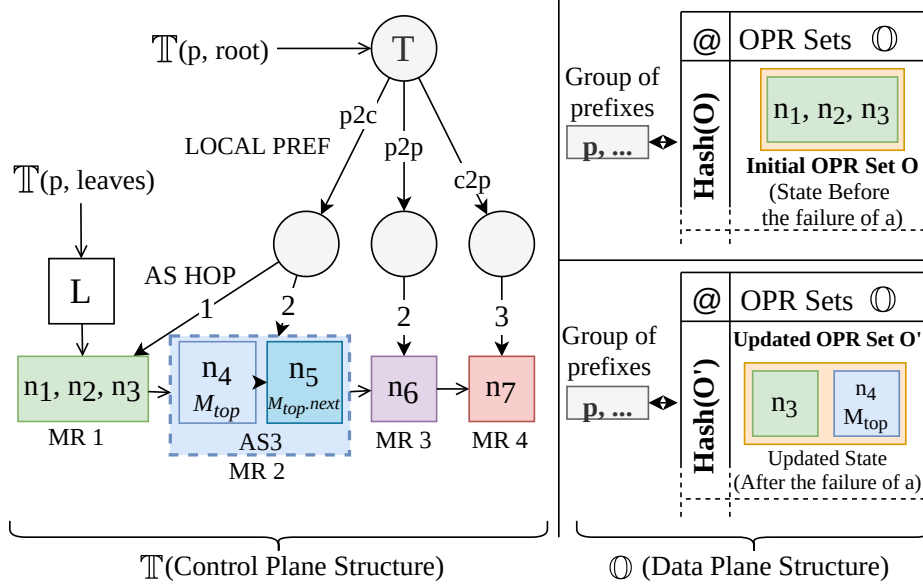 𝕋(p, root)
T
p2c
p2p
c2p
LOCAL PREF
𝕋(p, leaves)
L
AS HOP
1
2
2
3
n1, n2, n3
n4
Mtop
n5
Mtop.next
n6
n7
MR 1
AS3
MR 2
MR 3
MR 4
𝕋(Control Plane Structure)
@
OPR Sets 𝕆
Group of
prefixes
p, ...
Hash(O)
n1, n2, n3
Initial OPR Set O
(State Before
the failure of a)
@
OPR Sets 𝕆
Group of
prefixes
p, ...
Hash(O')
Updated OPR Set O'
n3
n4
Mtop
Updated State
(After the failure of a)
𝕆 (Data Plane Structure)